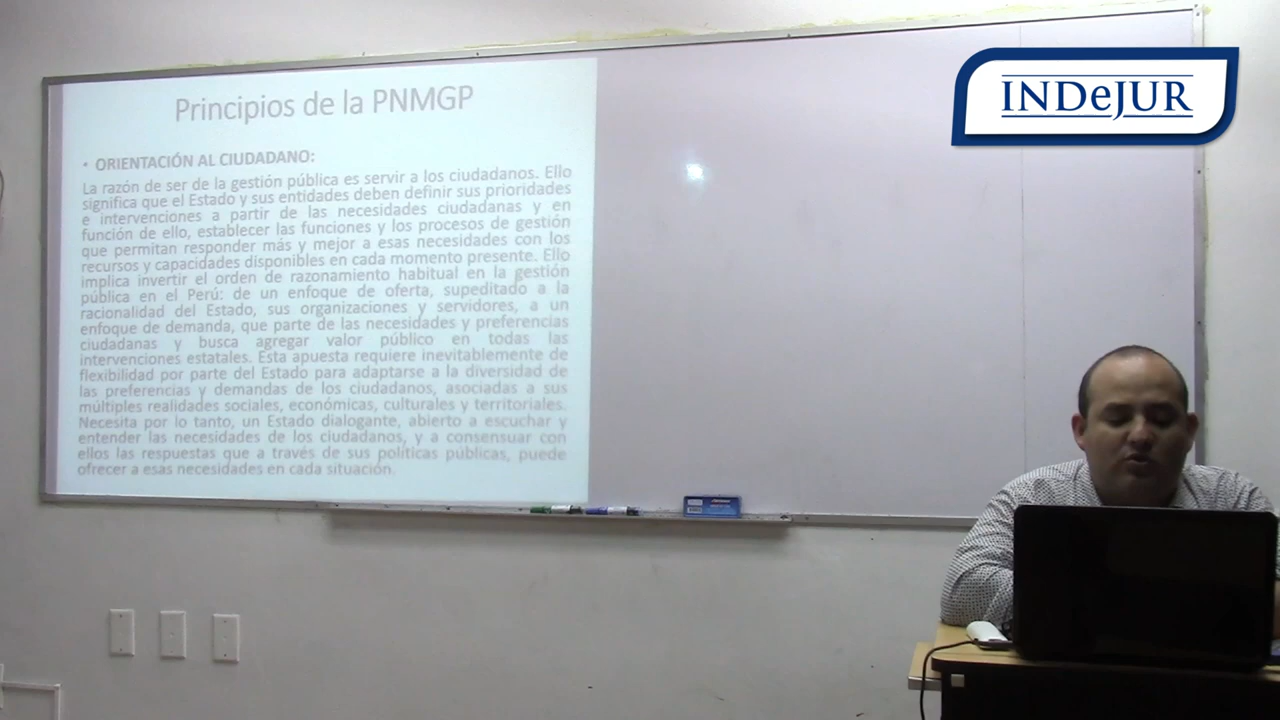 Principios de la PNMGP
INDeJUR
• ORIENTACIÓN AL CIUDADANO:
La razón de ser de la gestión pública es servir a los ciudadanos. Ello
significa que el Estado y sus entidades deben definir sus prioridades
e intervenciones a partir de las necesidades ciudadanas y en
función de ello, establecer las funciones y los procesos de gestión
que permitan responder más y mejor a esas necesidades con los
recursos y capacidades disponibles en cada momento presente. Ello
implica invertir el orden de razonamiento habitual en la gestión
pública en el Perú: de un enfoque de oferta, supeditado a la
racionalidad del Estado, sus organizaciones y servidores, a un
enfoque de demanda, que parte de las necesidades y preferencias
ciudadanas y busca agregar valor público en todas las
intervenciones estatales. Esta apuesta requiere inevitablemente de
flexibilidad por parte del Estado para adaptarse a la diversidad de
las preferencias y demandas de los ciudadanos, asociadas a sus
múltiples realidades sociales, económicas, culturales y territoriales.
Necesita por lo tanto, un Estado dialogante, abierto a escuchar y
entender las necesidades de los ciudadanos, y a consensuar con
ellos las respuestas que a través de sus políticas públicas, puede
ofrecer a esas necesidades en cada situación.